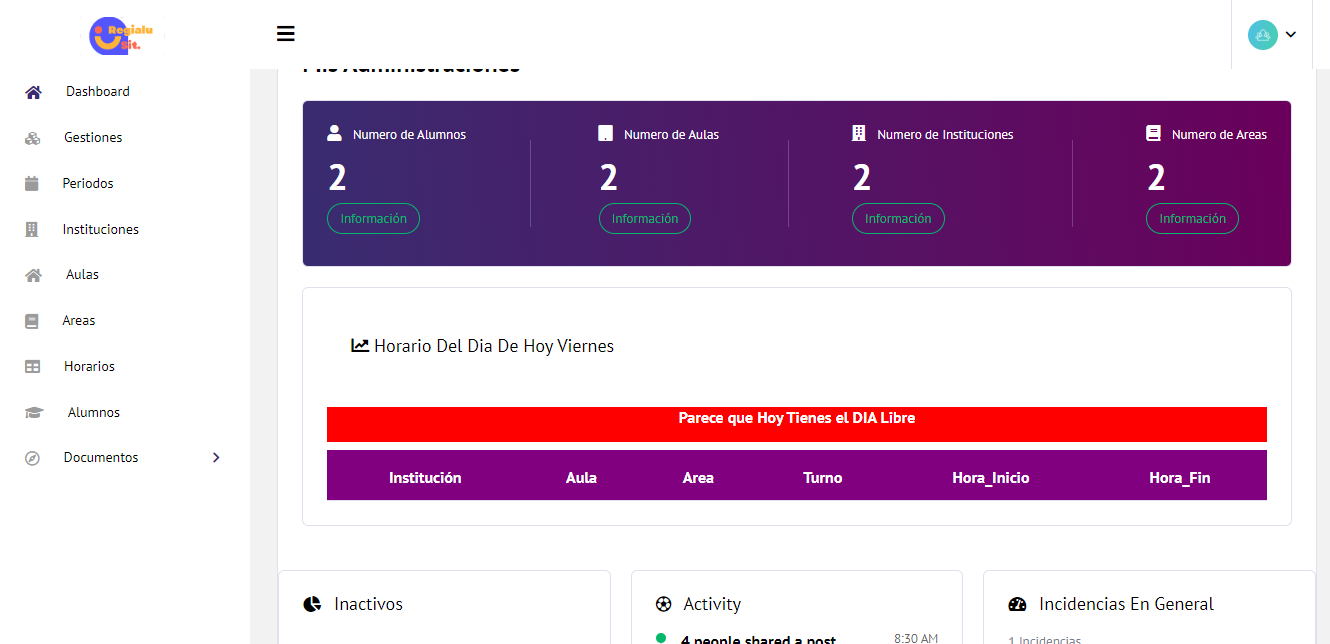 Regialu
sit.
Dashboard
Gestiones
Periodos
Instituciones
Aulas
Areas
Horarios
Alumnos
Documentos
Mis Administraciones
Numero de Alumnos
2
Información
Numero de Aulas
2
Información
Numero de Instituciones
2
Información
Numero de Areas
2
Información
Horario Del Dia De Hoy Viernes
Parece que Hoy Tienes el DIA Libre
Institución Aula Area Turno Hora_Inicio Hora_Fin
Inactivos
Activity
4 people shared a post 8:30 AM
Incidencias En General
1 Incidencias